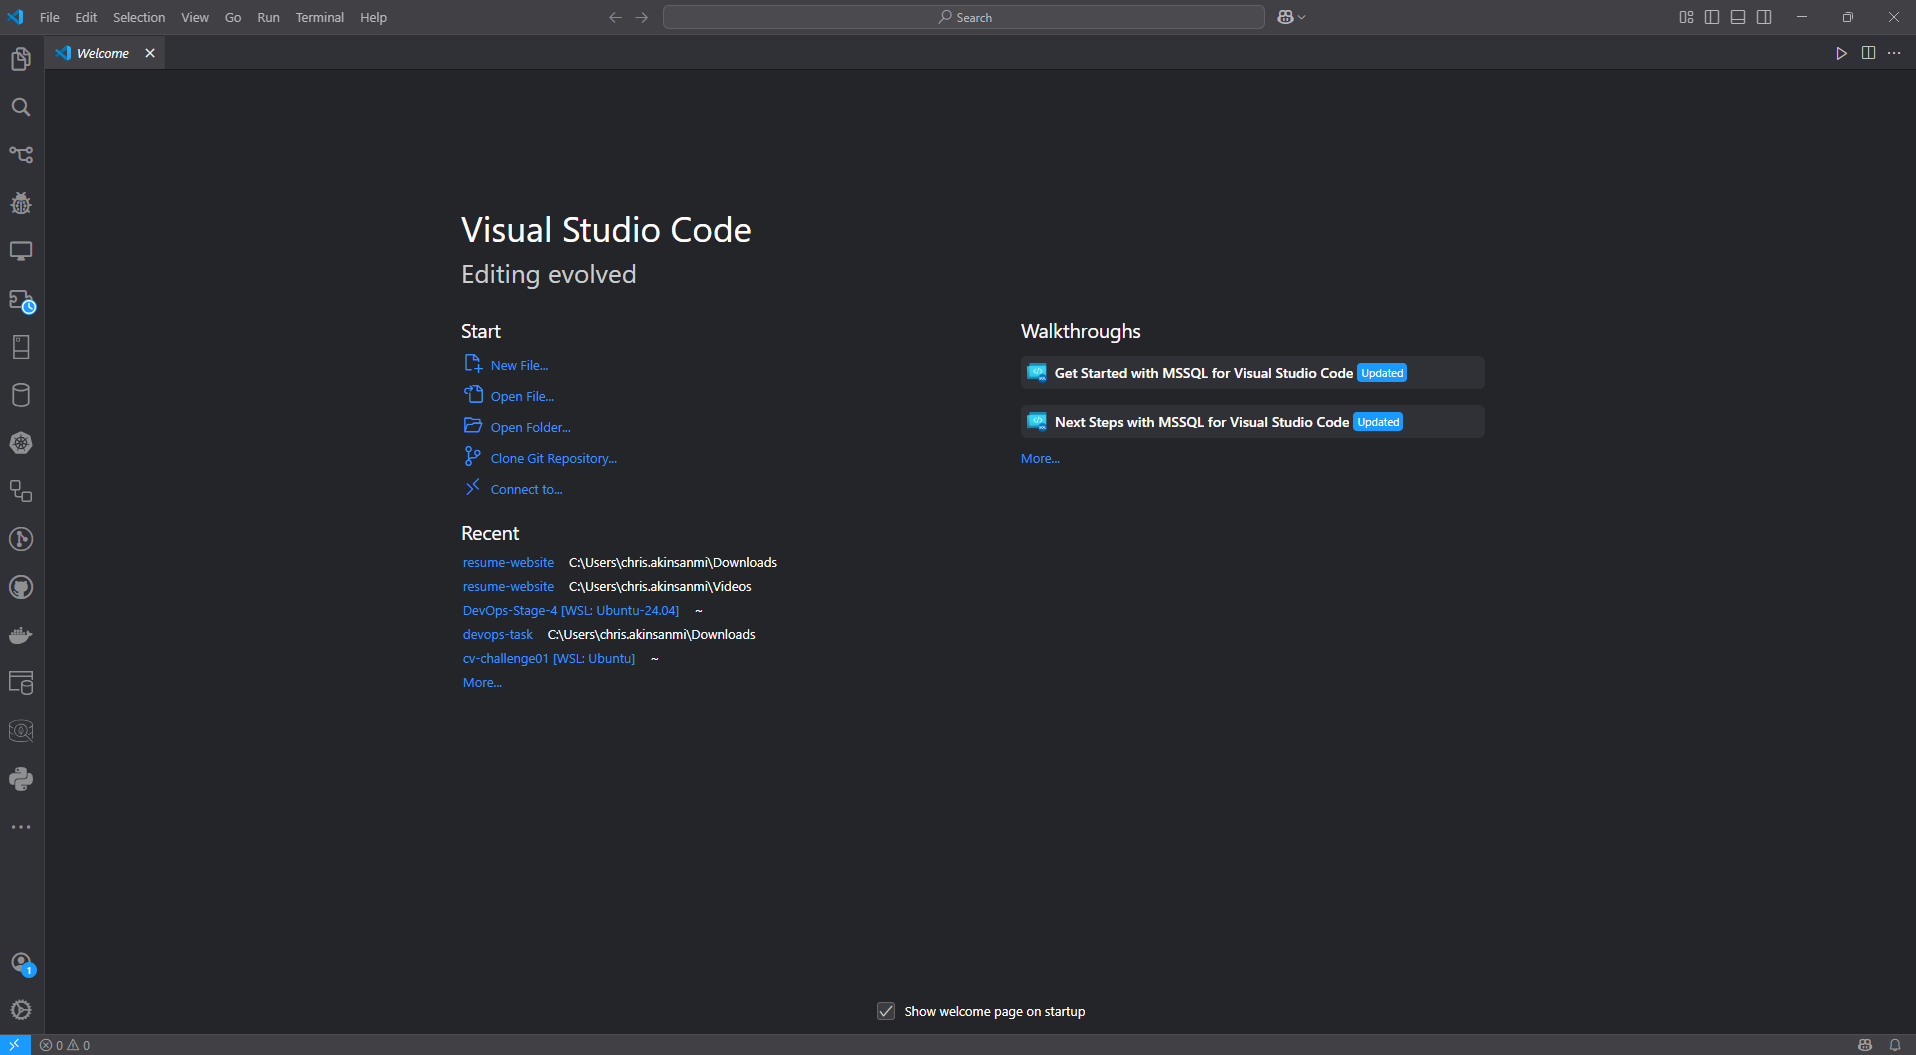 File Edit Selection View Go Run Terminal Help
Search
Welcome
Visual Studio Code
Editing evolved
Start
New File...
Open File...
Open Folder...
Clone Git Repository...
Connect to...
Recent
resume-website C:\Users\chris.akinsanmi\Downloads
resume-website C:\Users\chris.akinsanmi\Videos
DevOps-Stage-4 [WSL: Ubuntu-24.04] ~
devops-task C:\Users\chris.akinsanmi\Downloads
cv-challenge01 [WSL: Ubuntu] ~
More...
Walkthroughs
Get Started with MSSQL for Visual Studio Code Updated
Next Steps with MSSQL for Visual Studio Code Updated
More...
1
Show welcome page on startup
0 0